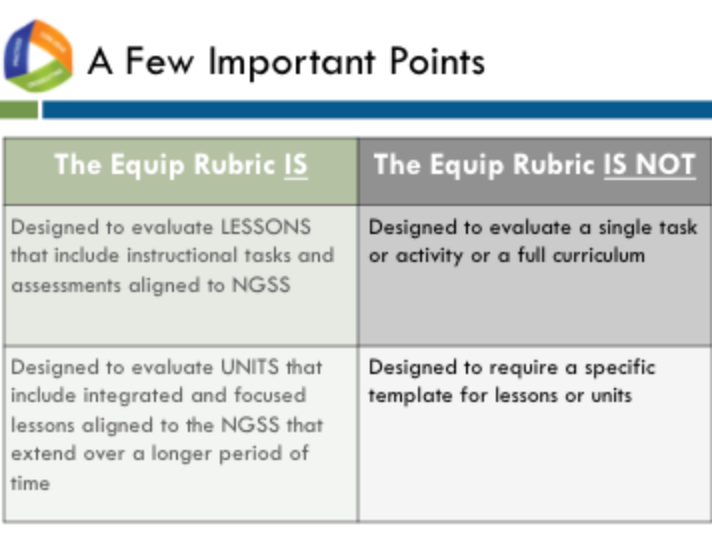 A Few Important Points
The Equip Rubric IS
The Equip Rubric IS NOT
Designed to evaluate LESSONS
that include instructional tasks and
assessments aligned to NGSS
Designed to evaluate a single task
or activity or a full curriculum
Designed to evaluate UNITS that
include integrated and focused
lessons aligned to the NGSS that
extend over a longer period of
time
Designed to require a specific
template for lessons or units